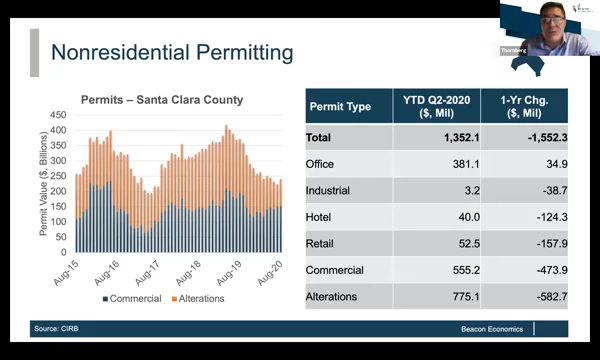 Thornberg
Nonresidential Permitting
Permits – Santa Clara County
Permit Value ($, Billions)
450
400
350
300
250
200
150
100
50
0
Aug-15
Aug-16
Aug-17
Aug-18
Aug-19
Aug-20
Commercial Alterations
Permit Type YTD Q2-2020 ($, Mil) 1-Yr Chg. ($, Mil)
Total 1,352.1 -1,552.3
Office 381.1 34.9
Industrial 3.2 -38.7
Hotel 40.0 -124.3
Retail 52.5 -157.9
Commercial 555.2 -473.9
Alterations 775.1 -582.7
Source: CIRB
Beacon Economics